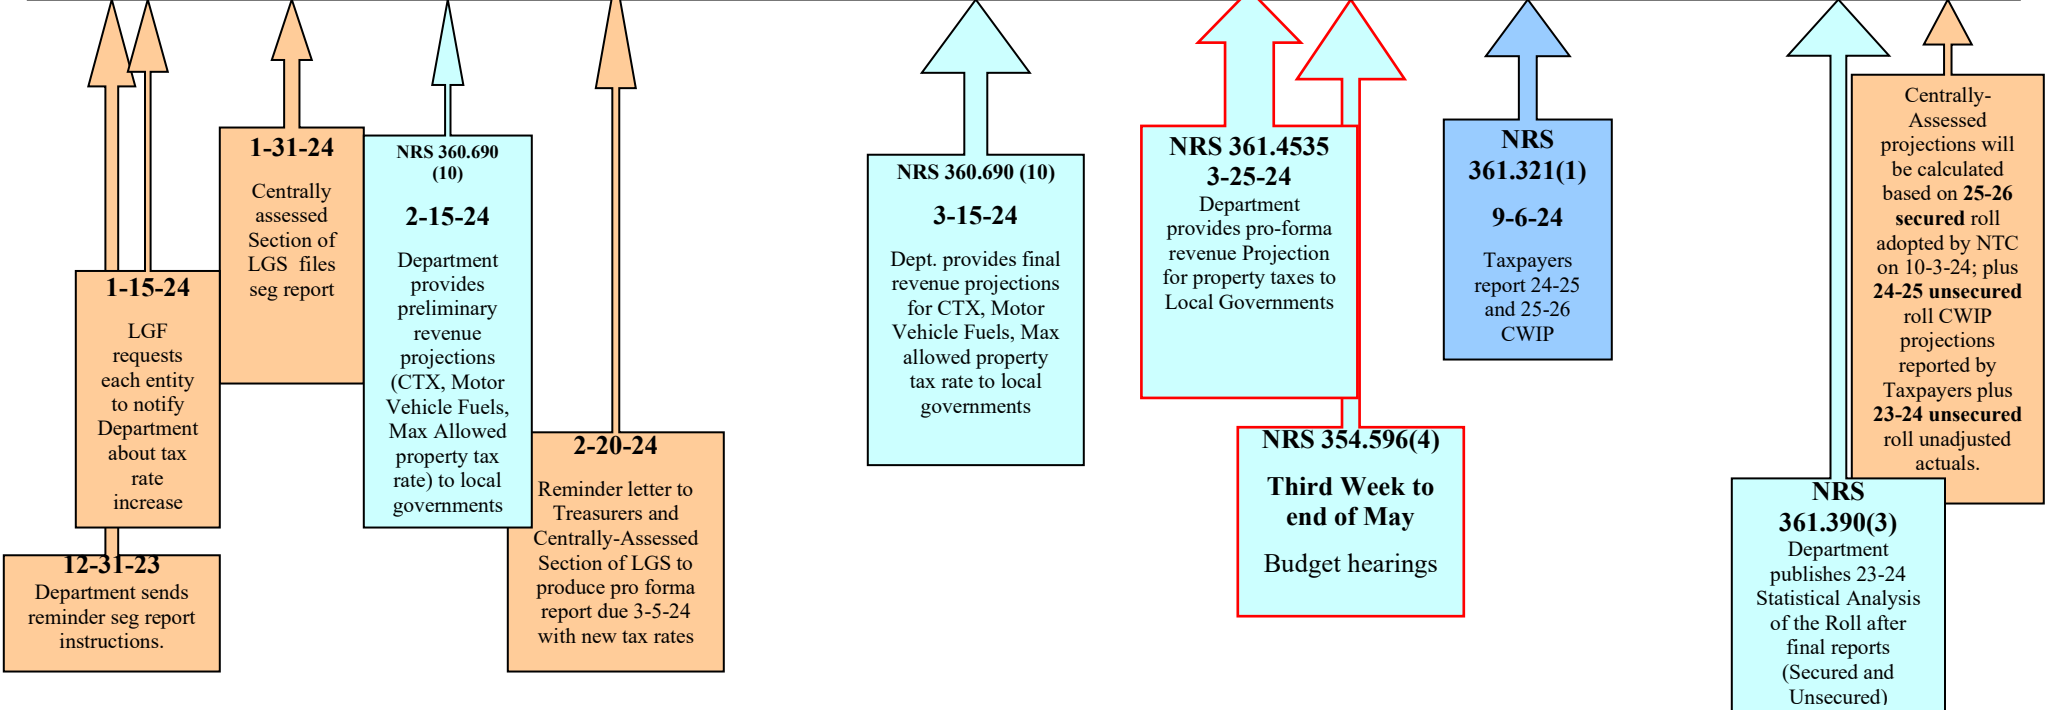 1-15-24
LGF
requests
each entity
to notify
Department
about tax
rate
increase
12-31-23
Department sends
reminder seg report
instructions.
1-31-24
Centrally
assessed
Section of
LGS files
seg report
NRS 360.690
(10)
2-15-24
Department
provides
preliminary
revenue
projections
(CTX, Motor
Vehicle Fuels,
Max Allowed
property tax
rate) to local
governments
2-20-24
Reminder letter to
Treasurers and
Centrally-Assessed
Section of LGS to
produce pro forma
report due 3-5-24
with new tax rates
NRS 360.690 (10)
3-15-24
Dept. provides final
revenue projections
for CTX, Motor
Vehicle Fuels, Max
allowed property
tax rate to local
governments
NRS 361.4535
3-25-24
Department
provides pro-forma
revenue Projection
for property taxes to
Local Governments
NRS 354.596(4)
Third Week to
end of May
Budget hearings
NRS
361.321(1)
9-6-24
Taxpayers
report 24-25
and 25-26
CWIP
NRS
361.390(3)
Department
publishes 23-24
Statistical Analysis
of the Roll after
final reports
(Secured and
Unsecured)
Centrally-
Assessed
projections will
be calculated
based on 25-26
secured roll
adopted by NTC
on 10-3-24; plus
24-25 unsecured
roll CWIP
projections
reported by
Taxpayers plus
23-24 unsecured
roll unadjusted
actuals.